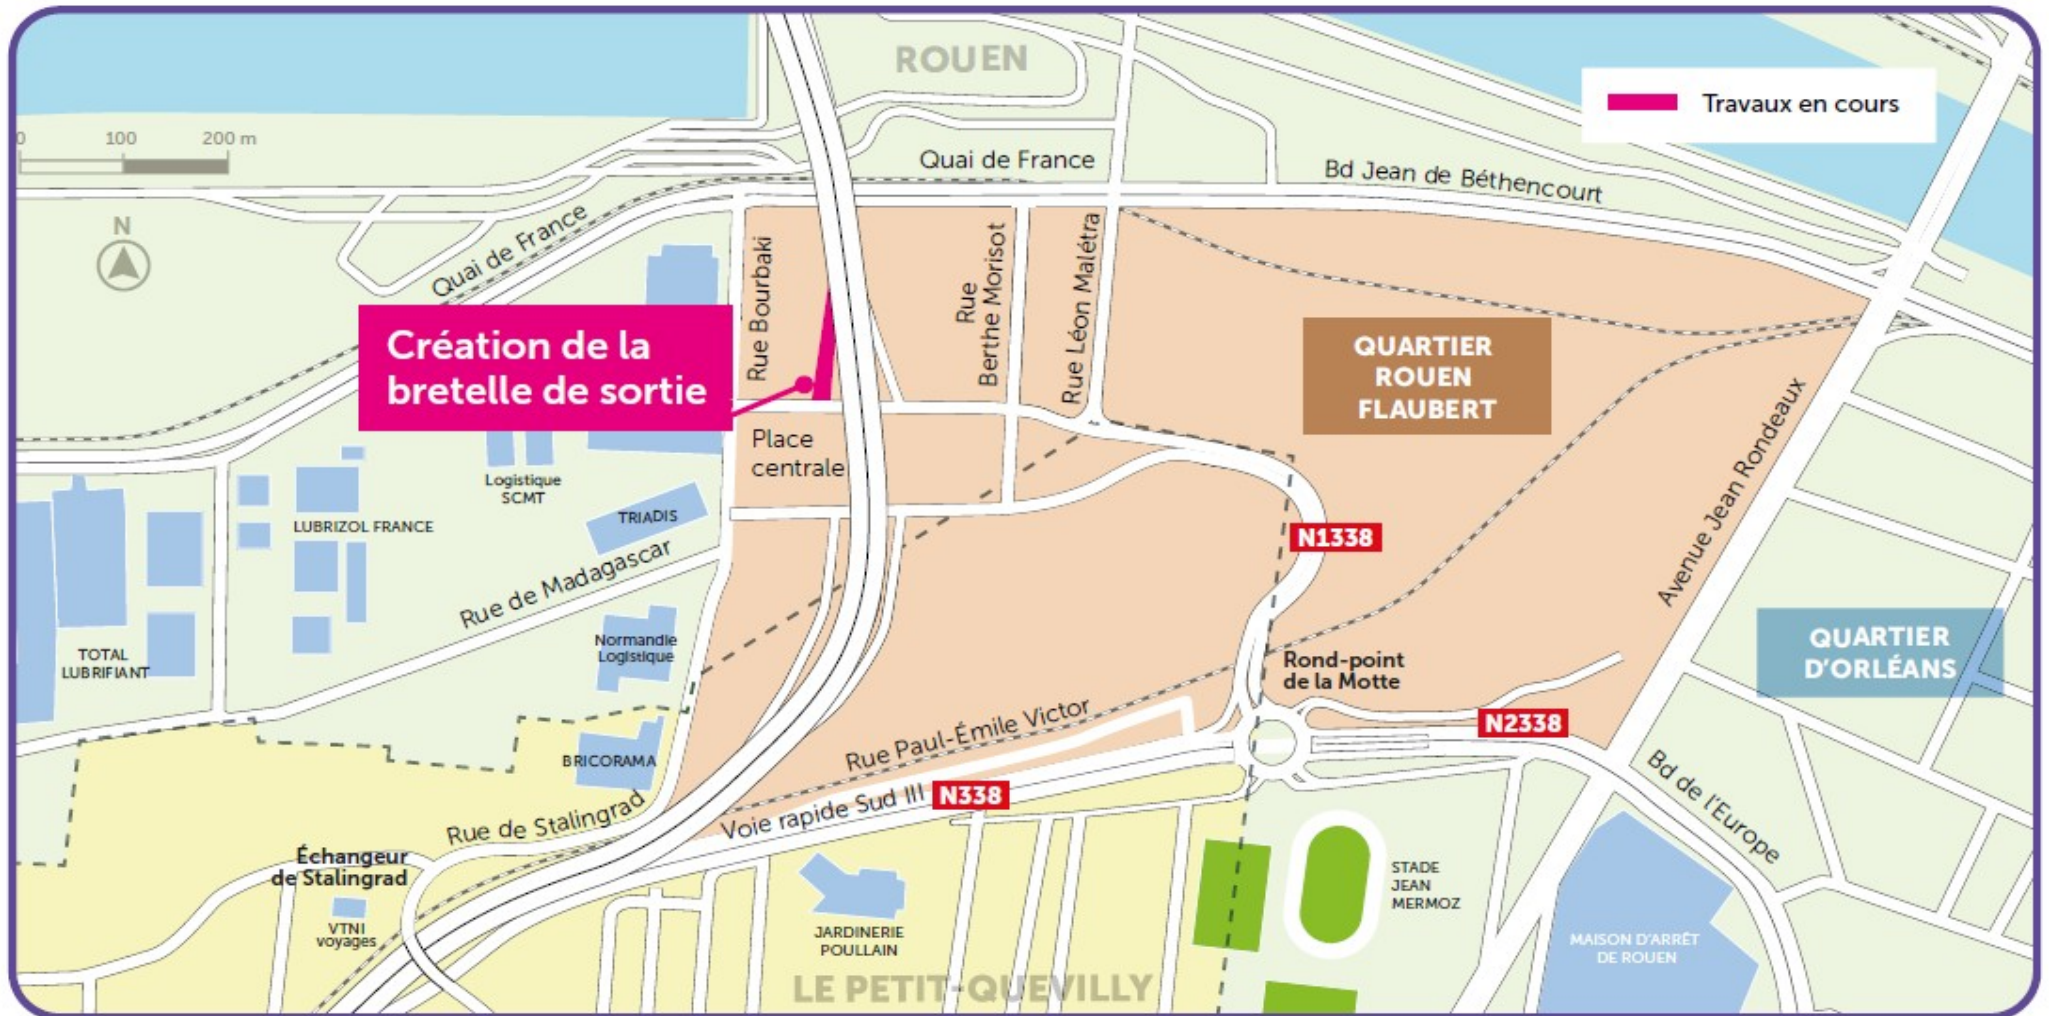 ROUEN
Travaux en cours
0 100 200 m
Quai de France
Bd Jean de Béthencourt
N
Quai de France
Rue Bourbaki
Rue
Berthe Morisot
Rue Léon Malétra
Création de la
bretelle de sortie
QUARTIER
ROUEN
FLAUBERT
Place
centrale
Avenue Jean Rondeaux
Logistique
SCMT
LUBRIZOL FRANCE
TRIADIS
N1338
Rue de Madagascar
TOTAL
LUBRIFIANT
Normandie
Logistique
QUARTIER
D'ORLÉANS
Rond-point
de la Motte
Rue Paul-Émile Victor
N2338
BRICORAMA
Voie rapide Sud III
N338
Bd de l'Europe
Rue de Stalingrad
Échangeur
de Stalingrad
VTNI
voyages
JARDINERIE
POULLAIN
STADE
JEAN
MERMOZ
MAISON D'ARRÊT
DE ROUEN
LE PETIT-QUEVILLY